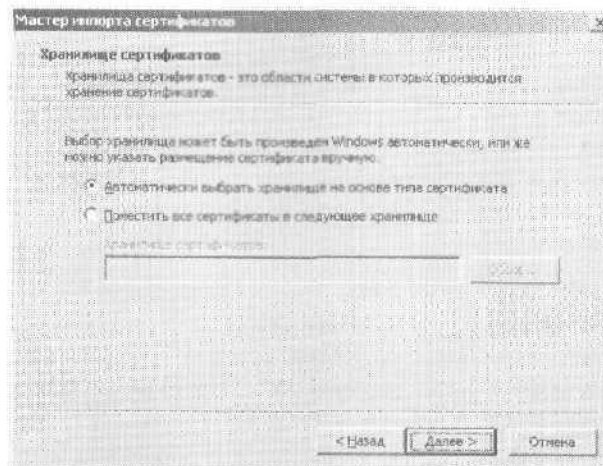 Мастер импорта сертификатов
Хранилище сертификатов
Хранилища сертификатов - это области системы в которых производится
хранение сертификатов.
Выбор хранилища может быть произведен Windows автоматически, или же
можно указать размещение сертификата вручную.
Автоматически выбрать хранилище на основе типа сертификата
Поместить все сертификаты в следующее хранилище
Хранилище сертификатов:
< Назад
Далее >
Отмена